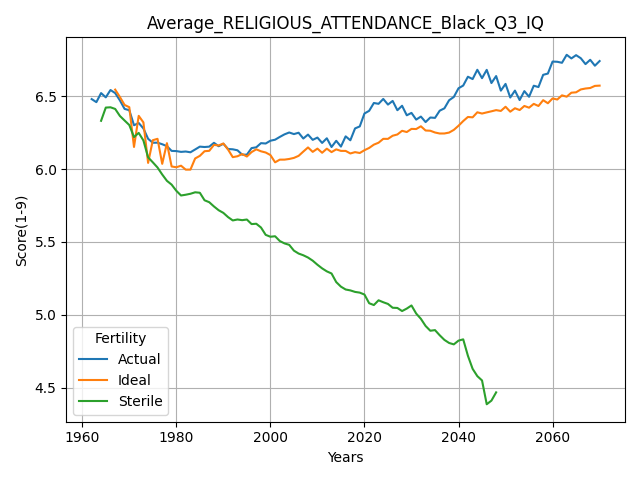 Average_RELIGIOUS_ATTENDANCE_Black_Q3_IQ
Score(1-9)
6.5
6.0
5.5
5.0
4.5
Fertility
Actual
Ideal
Sterile
1960 1980 2000 2020 2040 2060
Years